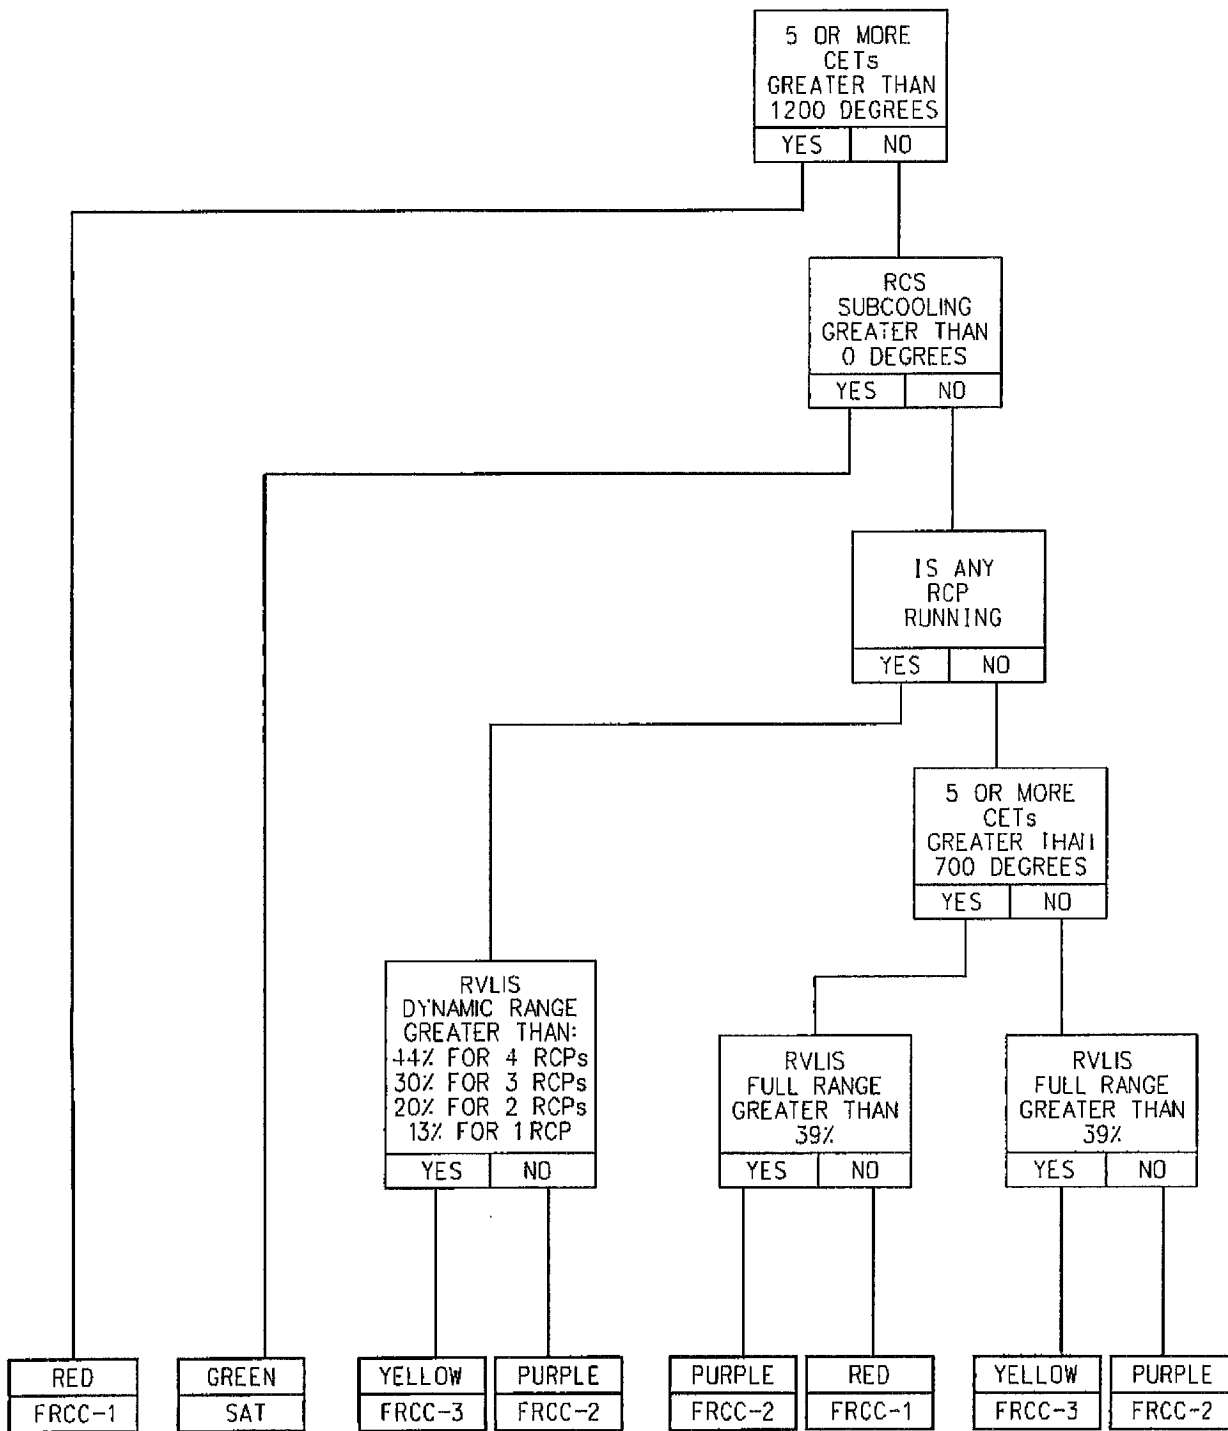 5 OR MORE
CETs
GREATER THAN
1200 DEGREES
YES NO
RCS
SUBCOOLING
GREATER THAN
0 DEGREES
YES NO
IS ANY
RCP
RUNNING
YES NO
5 OR MORE
CETs
GREATER THAN
700 DEGREES
YES NO
RVLIS
DYNAMIC RANGE
GREATER THAN:
44% FOR 4 RCPs
30% FOR 3 RCPs
20% FOR 2 RCPs
13% FOR 1 RCP
YES NO
RVLIS
FULL RANGE
GREATER THAN
39%
YES NO
RVLIS
FULL RANGE
GREATER THAN
39%
YES NO
RED
FRCC-1
GREEN
SAT
YELLOW
FRCC-3
PURPLE
FRCC-2
PURPLE
FRCC-2
RED
FRCC-1
YELLOW
FRCC-3
PURPLE
FRCC-2